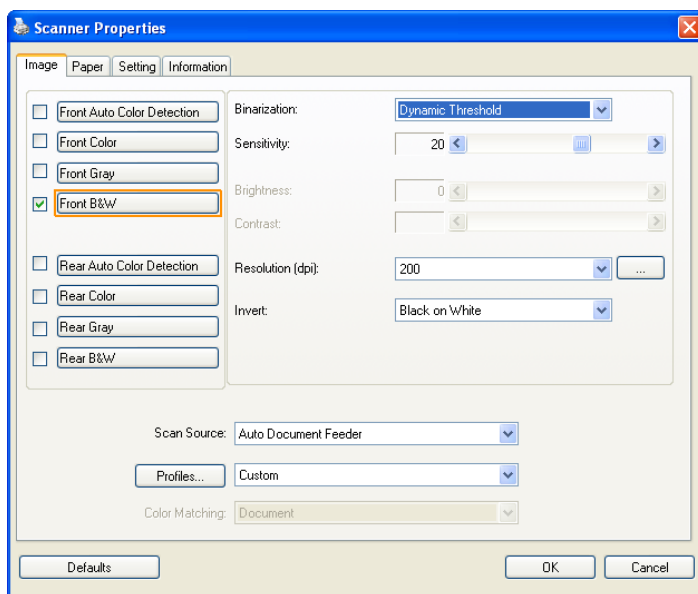 Scanner Properties
Image Paper Setting Information
Front Auto Color Detection
Front Color
Front Gray
Front B&W
Rear Auto Color Detection
Rear Color
Rear Gray
Rear B&W
Binarization: Dynamic Threshold
Sensitivity: 20
Brightness: 0
Contrast:
Resolution (dpi): 200 ...
Invert: Black on White
Scan Source: Auto Document Feeder
Profiles... Custom
Color Matching: Document
Defaults OK Cancel